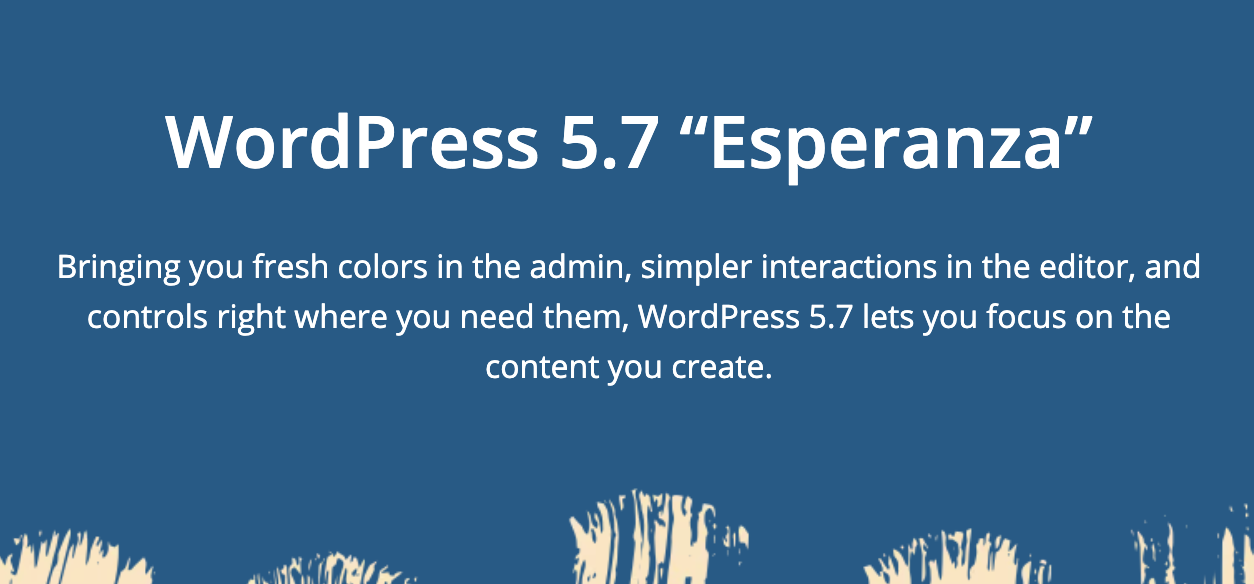 WordPress 5.7 “Esperanza”
Bringing you fresh colors in the admin, simpler interactions in the editor, and
controls right where you need them, WordPress 5.7 lets you focus on the
content you create.